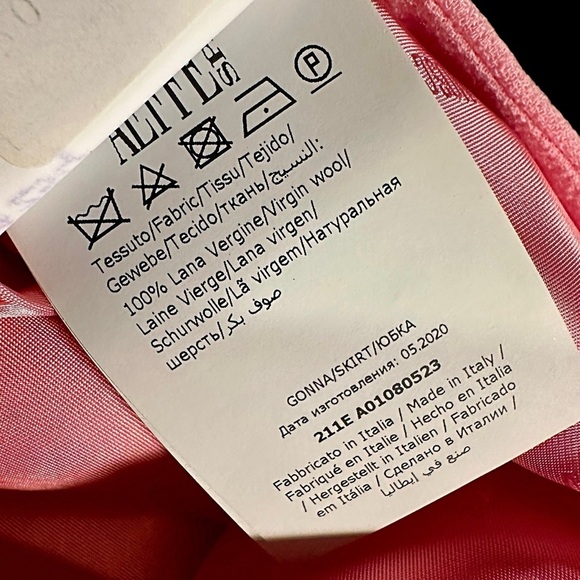 AEITE
SPA
P
Tessuto/Fabric/Tissu/Tejido/
Gewebe/Tecido/ткань/النسيج:
100% Lana Vergine/Virgin wool/
Laine Vierge/Lana virgen/
Schurwolle/Lã virgem/Натуральная
шерсть/صوف بكر
GONNA/SKIRT/ЮБКА
Дата изготовления: 05.2020
211E A01080523
Fabbricato in Italia / Made in Italy /
Fabriqué en Italie / Hecho en Italia
/ Hergestellt in Italien / Fabricado
em Itália / Сделано в Италии /
صنع في إيطاليا